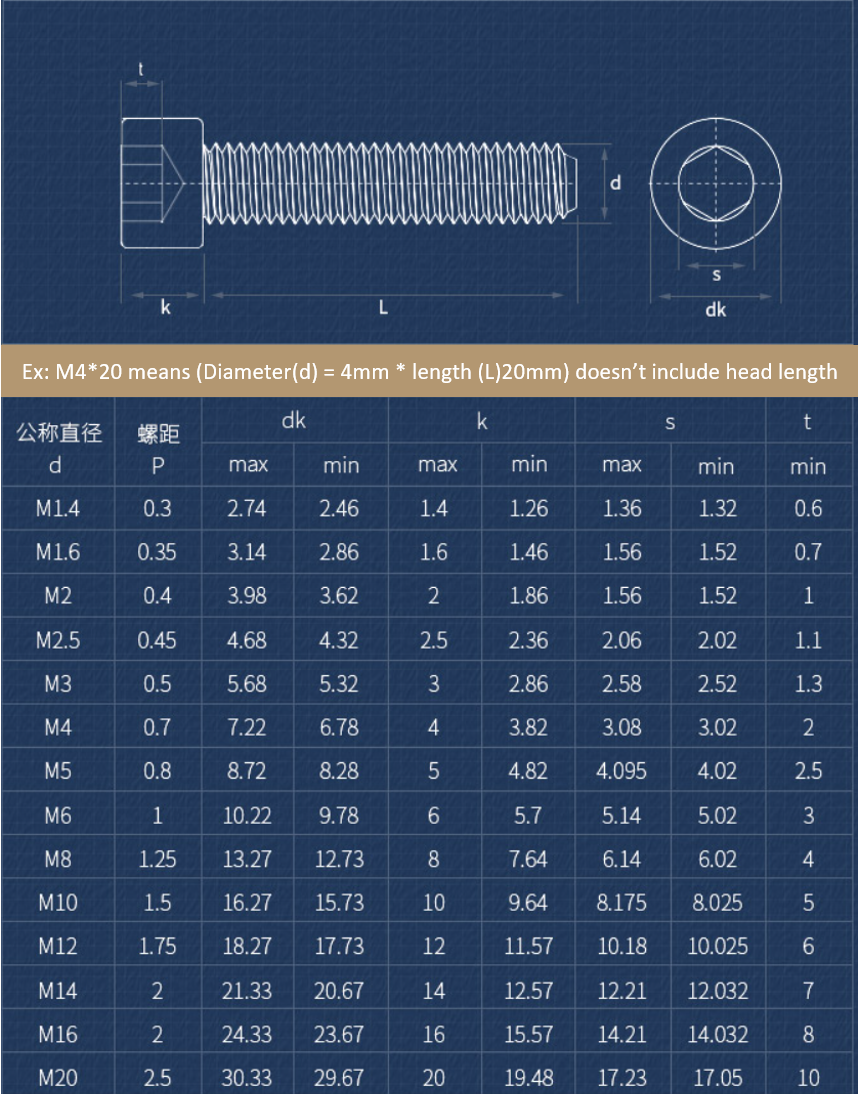 t
d
k
L
s
dk
Ex: M4*20 means (Diameter(d) = 4mm * length (L)20mm) doesn’t include head length
公称直径 d 螺距 P dk k s t
max min max min max min min
M1.4 0.3 2.74 2.46 1.4 1.26 1.36 1.32 0.6
M1.6 0.35 3.14 2.86 1.6 1.46 1.56 1.52 0.7
M2 0.4 3.98 3.62 2 1.86 1.56 1.52 1
M2.5 0.45 4.68 4.32 2.5 2.36 2.06 2.02 1.1
M3 0.5 5.68 5.32 3 2.86 2.58 2.52 1.3
M4 0.7 7.22 6.78 4 3.82 3.08 3.02 2
M5 0.8 8.72 8.28 5 4.82 4.095 4.02 2.5
M6 1 10.22 9.78 6 5.7 5.14 5.02 3
M8 1.25 13.27 12.73 8 7.64 6.14 6.02 4
M10 1.5 16.27 15.73 10 9.64 8.175 8.025 5
M12 1.75 18.27 17.73 12 11.57 10.18 10.025 6
M14 2 21.33 20.67 14 12.57 12.21 12.032 7
M16 2 24.33 23.67 16 15.57 14.21 14.032 8
M20 2.5 30.33 29.67 20 19.48 17.23 17.05 10